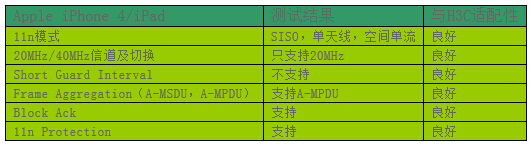 Apple iPhone 4/iPad 测试结果 与H3C适配性
11n模式 SISO，单天线，空间单流 良好
20MHz/40MHz信道及切换 只支持20MHz 良好
Short Guard Interval 不支持 良好
Frame Aggregation（A-MSDU，A-MPDU） 支持A-MPDU 良好
Block Ack 支持 良好
11n Protection 支持 良好